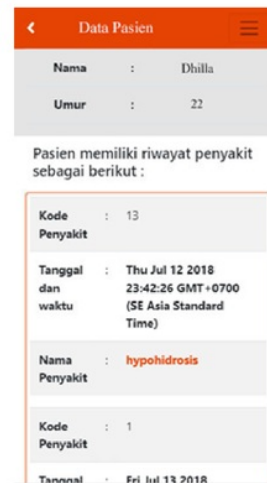 Data Pasien
Nama : Dhilla
Umur : 22
Pasien memiliki riwayat penyakit
sebagai berikut :
Kode : 13
Penyakit
Tanggal : Thu Jul 12 2018
dan 23:42:26 GMT+0700
waktu (SE Asia Standard
Time)
Nama : hypohidrosis
Penyakit
Kode : 1
Penyakit
Tanggal : Fri Jul 13 2018